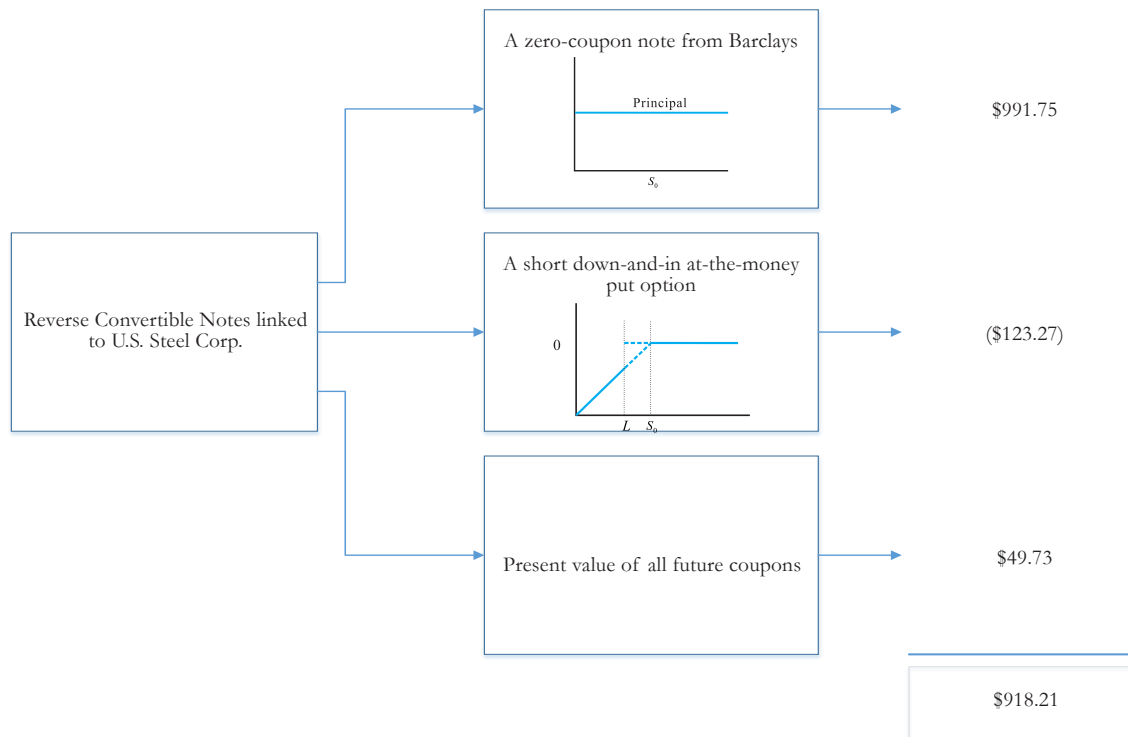 A zero-coupon note from Barclays
Principal
S₀
$991.75
Reverse Convertible Notes linked
to U.S. Steel Corp.
A short down-and-in at-the-money
put option
0
L S₀
($123.27)
Present value of all future coupons
$49.73
$918.21